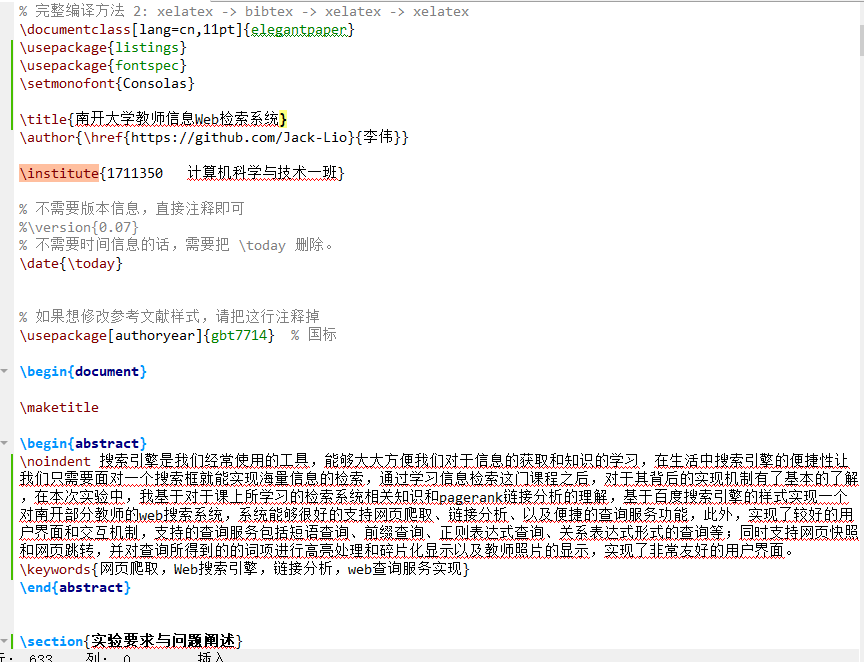 % 完整编译方法 2: xelatex -> bibtex -> xelatex -> xelatex
\documentclass[lang=cn,11pt]{elegantpaper}
\usepackage{listings}
\usepackage{fontspec}
\setmonofont{Consolas}
\title{南开大学教师信息Web检索系统}
\author{\href{https://github.com/Jack-Lio}{李伟}}
\institute{1711350   计算机科学与技术一班}
% 不需要版本信息，直接注释即可
%\version{0.07}
% 不需要时间信息的话，需要把 \today 删除。
\date{\today}
% 如果想修改参考文献样式，请把这行注释掉
\usepackage[authoryear]{gbt7714}  % 国标
\begin{document}
\maketitle
\begin{abstract}
\noindent 搜索引擎是我们经常使用的工具，能够大大方便我们对于信息的获取和知识的学习，在生活中搜索引擎的便捷性让
我们只需要面对一个搜索框就能实现海量信息的检索，通过学习信息检索这门课程之后，对于其背后的实现机制有了基本的了解
，在本次实验中，我基于对于课上所学习的检索系统相关知识和pagerank链接分析的理解，基于百度搜索引擎的样式实现一个
对南开部分教师的web搜索系统，系统能够很好的支持网页爬取、链接分析、以及便捷的查询服务功能，此外，实现了较好的用
户界面和交互机制，支持的查询服务包括短语查询、前缀查询、正则表达式查询、关系表达式形式的查询等，同时支持网页快照
和网页跳转，并对查询所得到的的词项进行高亮处理和碎片化显示以及教师照片的显示，实现了非常友好的用户界面。
\keywords{网页爬取，Web搜索引擎，链接分析，web查询服务实现}
\end{abstract}
\section{实验要求与问题阐述}
行: 633   列: 0   插入